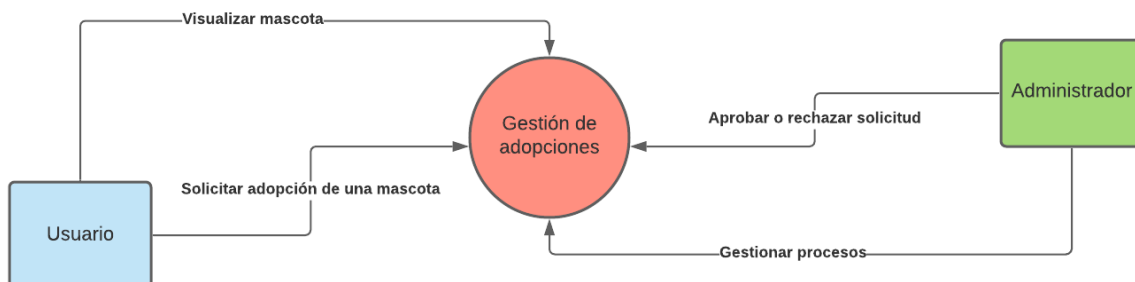 Visualizar mascota
Administrador
Gestión de
adopciones
Aprobar o rechazar solicitud
Solicitar adopción de una mascota
Usuario
Gestionar procesos